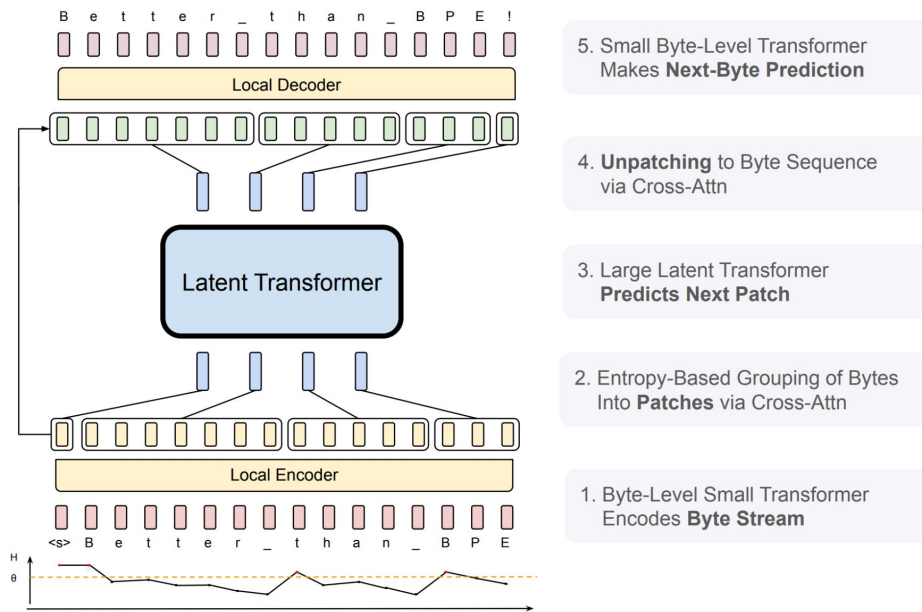 B e t t e r _ t h a n _ B P E !
5. Small Byte-Level Transformer
Makes Next-Byte Prediction
Local Decoder
4. Unpatching to Byte Sequence
via Cross-Attn
Latent Transformer
3. Large Latent Transformer
Predicts Next Patch
2. Entropy-Based Grouping of Bytes
Into Patches via Cross-Attn
Local Encoder
1. Byte-Level Small Transformer
Encodes Byte Stream
<s> B e t t e r _ t h a n _ B P E
H
θ